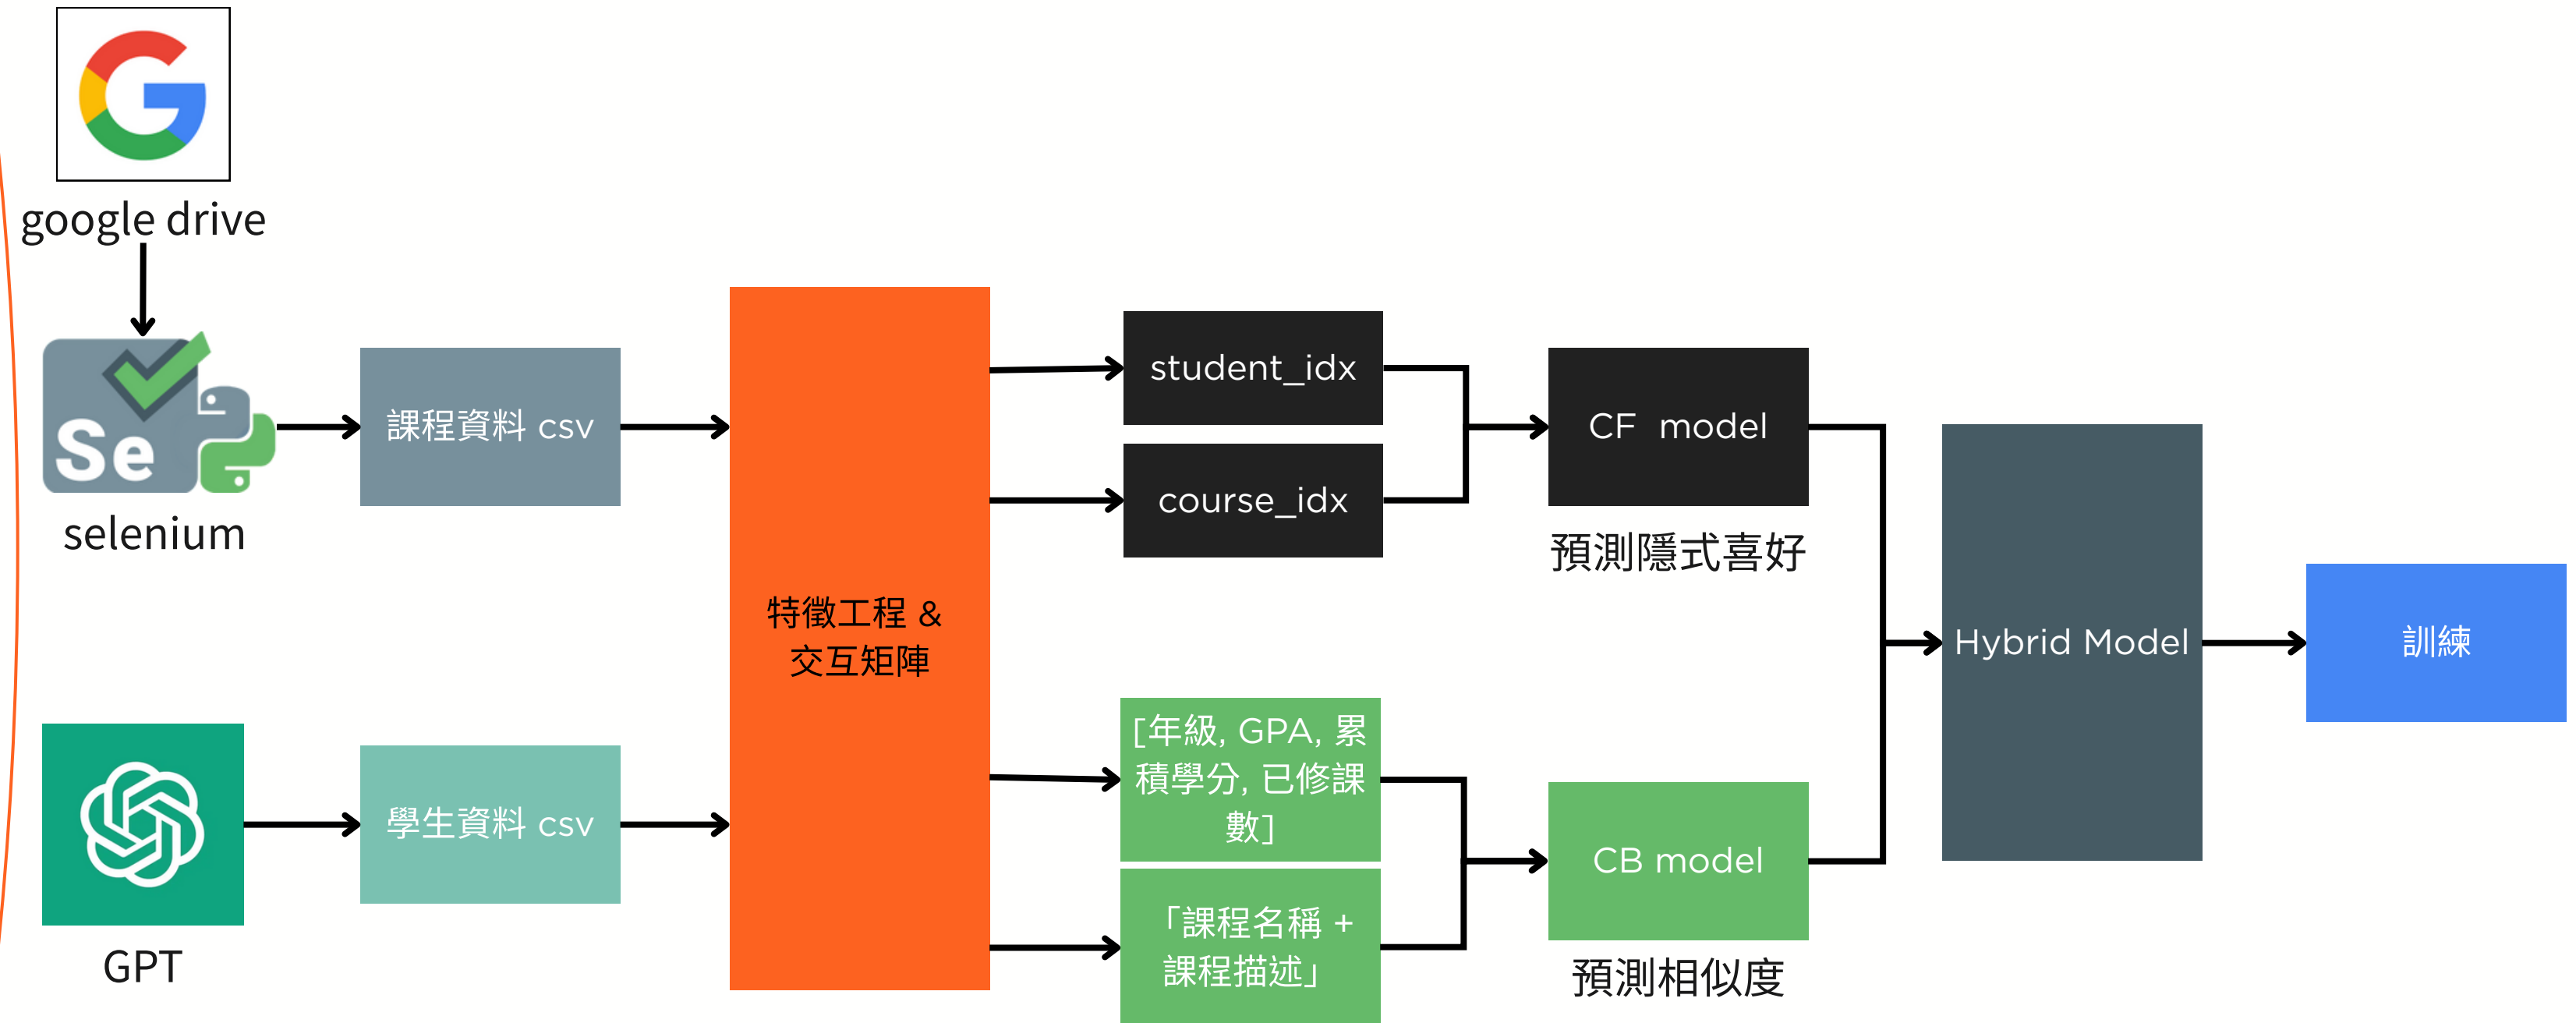 google drive
Se
selenium
課程資料 csv
GPT
學生資料 csv
特徵工程 &
交互矩陣
student_idx
course_idx
[年級, GPA, 累
積學分, 已修課
數]
「課程名稱 +
課程描述」
CF model
預測隱式喜好
CB model
預測相似度
Hybrid Model
訓練